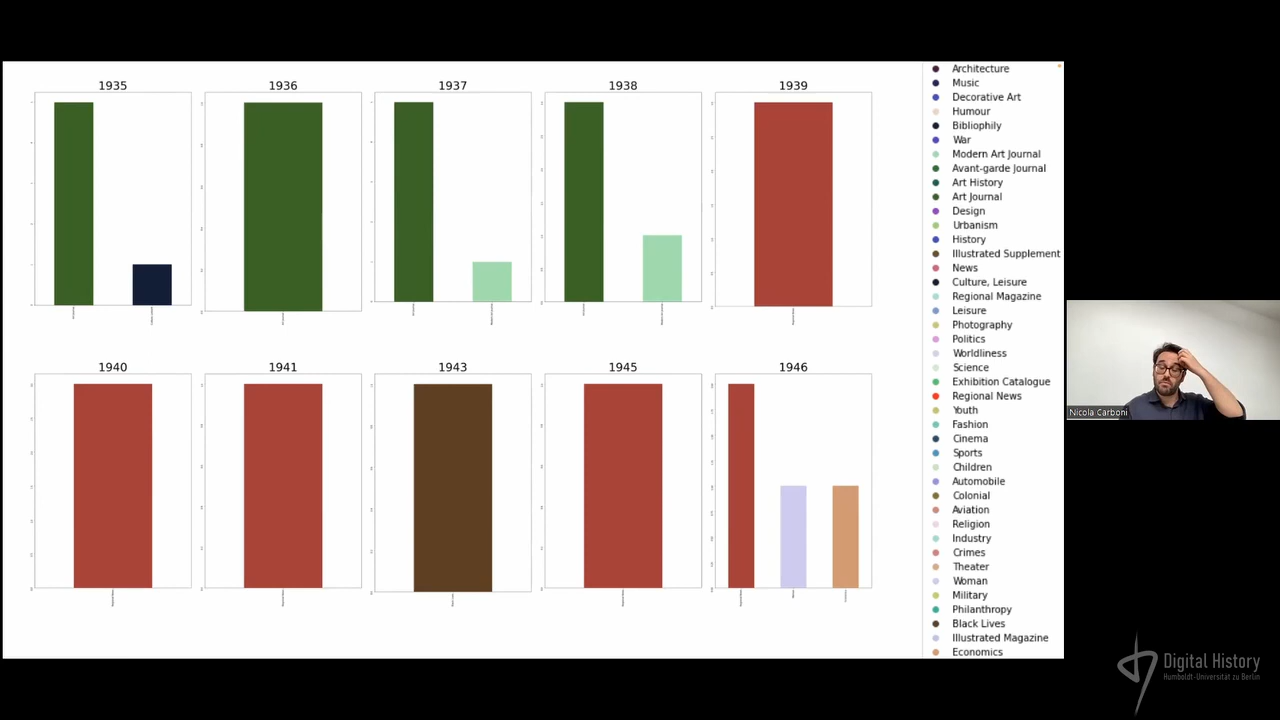 1935
1936
1937
1938
1939
1940
1941
1943
1945
1946
Architecture
Music
Decorative Art
Humour
Bibliophily
War
Modern Art Journal
Avant-garde Journal
Art History
Art Journal
Design
Urbanism
History
Illustrated Supplement
News
Culture, Leisure
Regional Magazine
Leisure
Photography
Politics
Worldliness
Science
Exhibition Catalogue
Regional News
Youth
Fashion
Cinema
Sports
Children
Automobile
Colonial
Aviation
Religion
Industry
Crimes
Theater
Woman
Military
Philanthropy
Black Lives
Illustrated Magazine
Economics
Nicola Carboni
Digital History
Humboldt-Universität zu Berlin